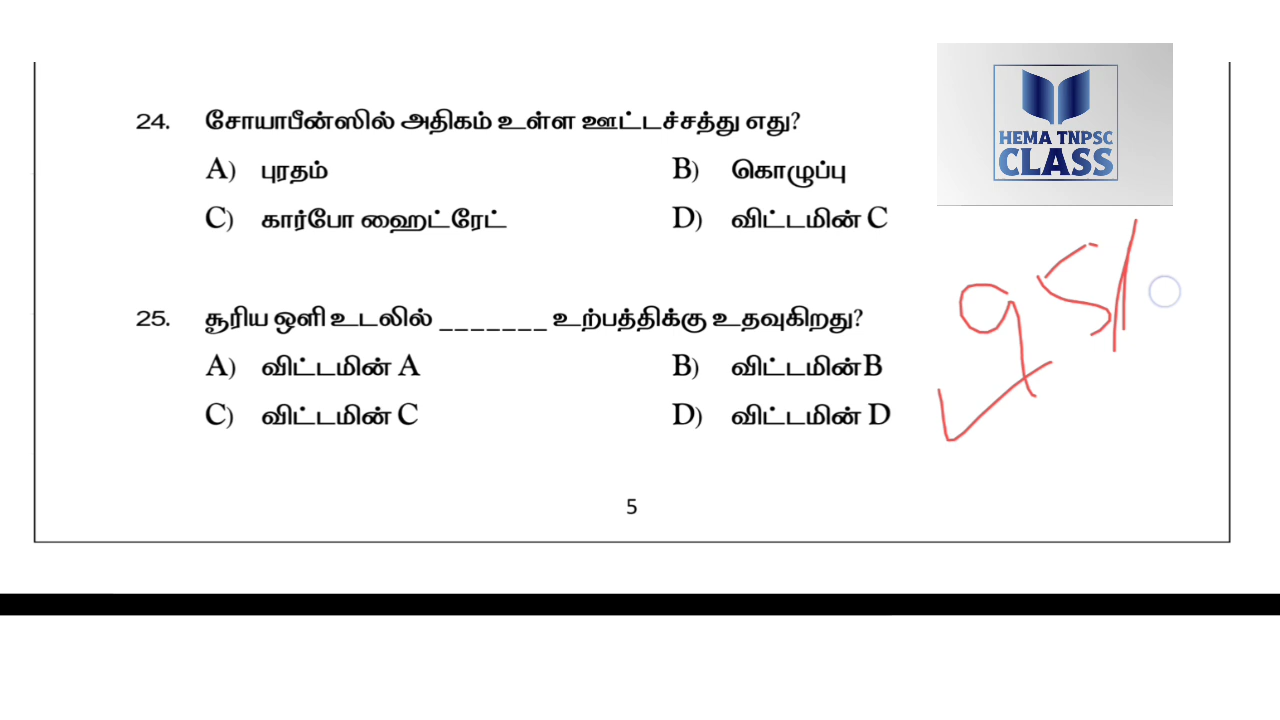 24. சோயாபீன்ஸில் அதிகம் உள்ள ஊட்டச்சத்து எது?
A) புரதம் B) கொழுப்பு
C) கார்போ ஹைட்ரேட் D) விட்டமின் C
25. சூரிய ஒளி உடலில் _______ உற்பத்திக்கு உதவுகிறது?
A) விட்டமின் A B) விட்டமின் B
C) விட்டமின் C D) விட்டமின் D
5
HEMA TNPSC
CLASS